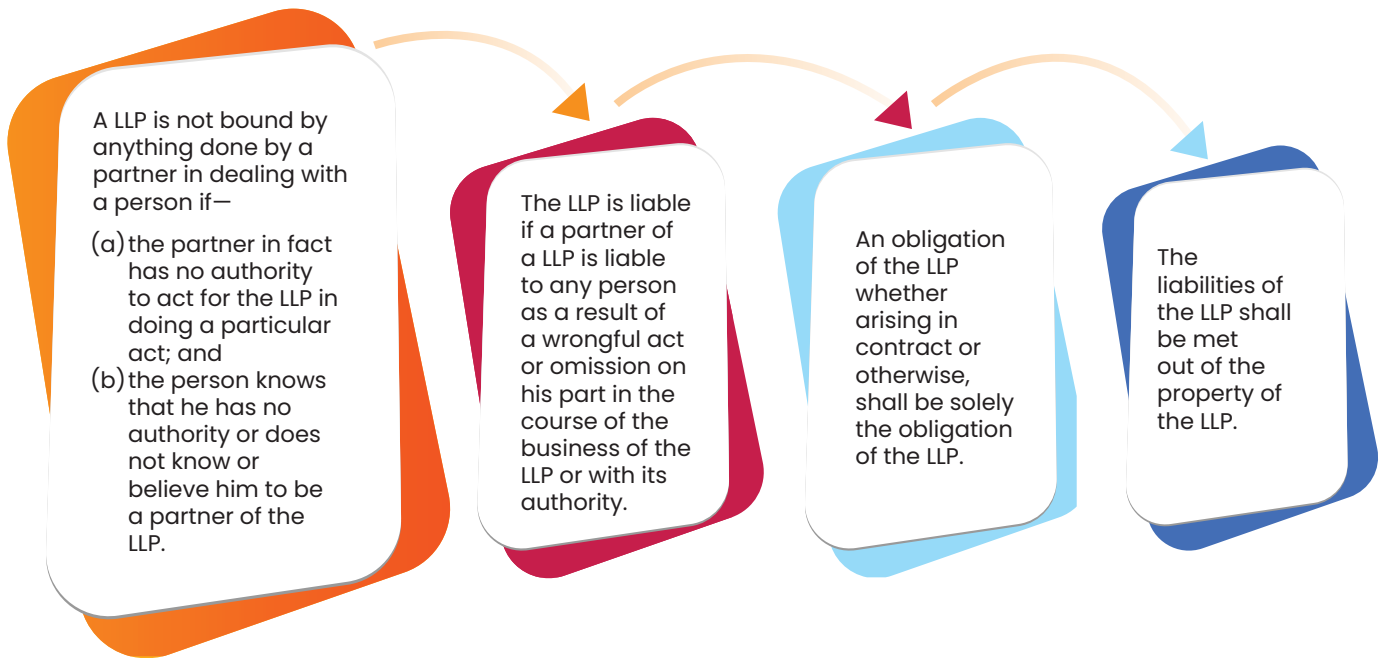 A LLP is not bound by
anything done by a
partner in dealing with
a person if—
(a) the partner in fact
has no authority
to act for the LLP in
doing a particular
act; and
(b) the person knows
that he has no
authority or does
not know or
believe him to be
a partner of the
LLP.
The LLP is liable
if a partner of
a LLP is liable
to any person
as a result of
a wrongful act
or omission on
his part in the
course of the
business of the
LLP or with its
authority.
An obligation
of the LLP
whether
arising in
contract or
otherwise,
shall be solely
the obligation
of the LLP.
The
liabilities of
the LLP shall
be met
out of the
property of
the LLP.